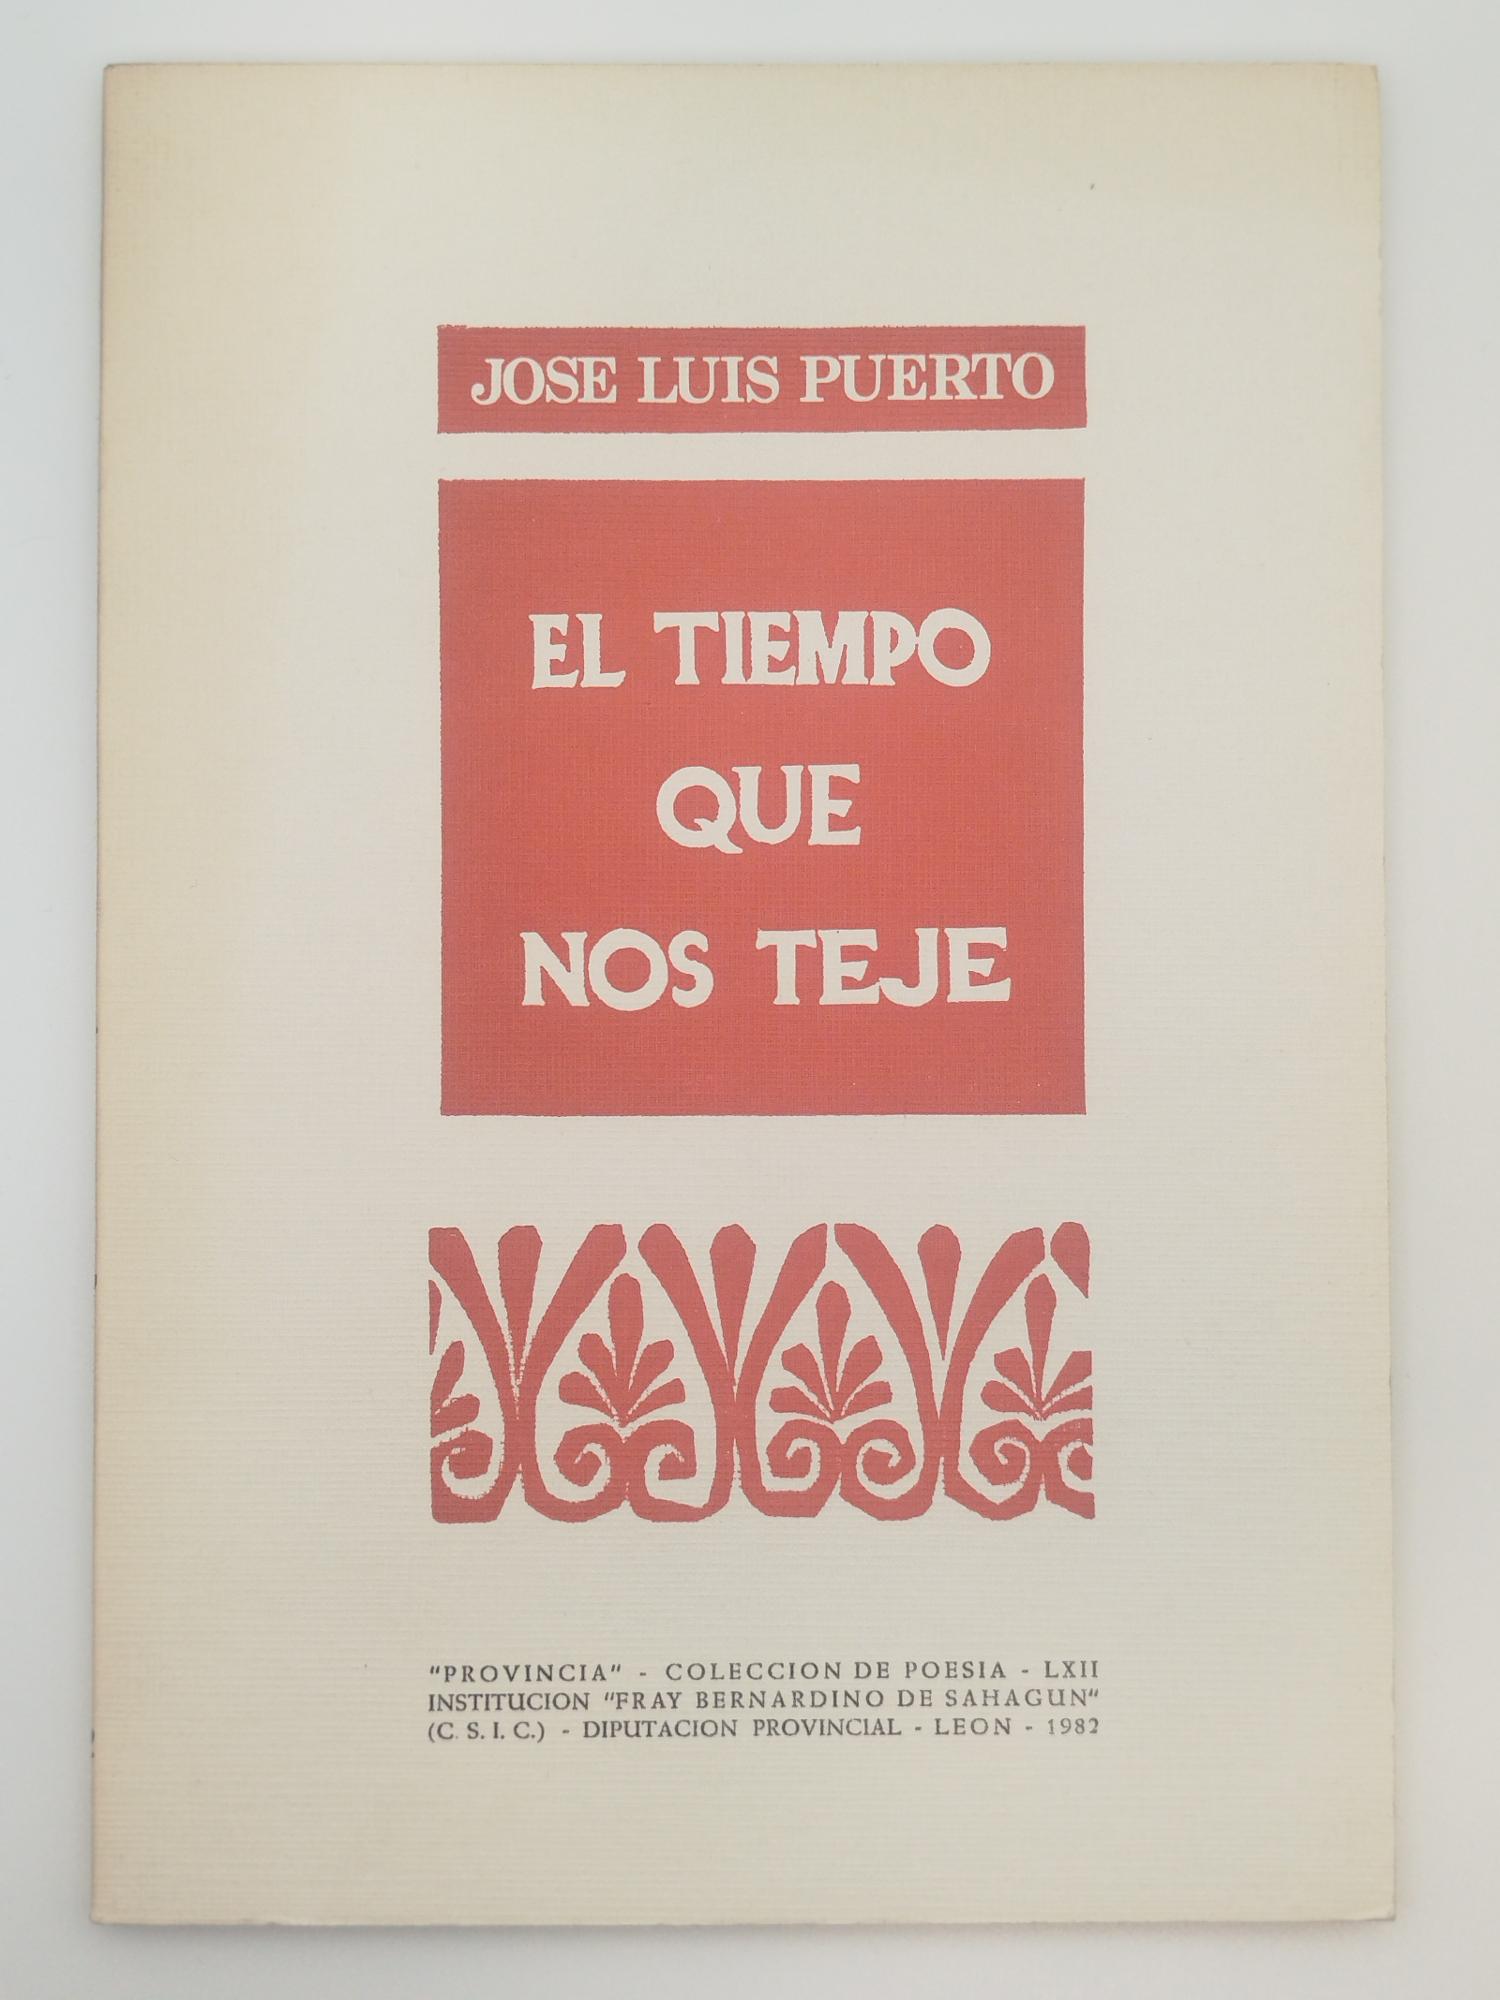 JOSE LUIS PUERTO
EL TIEMPO
QUE
NOS TEJE
"PROVINCIA" - COLECCION DE POESIA - LXII
INSTITUCION "FRAY BERNARDINO DE SAHAGUN"
(C. S. I. C.) - DIPUTACION PROVINCIAL - LEON - 1982